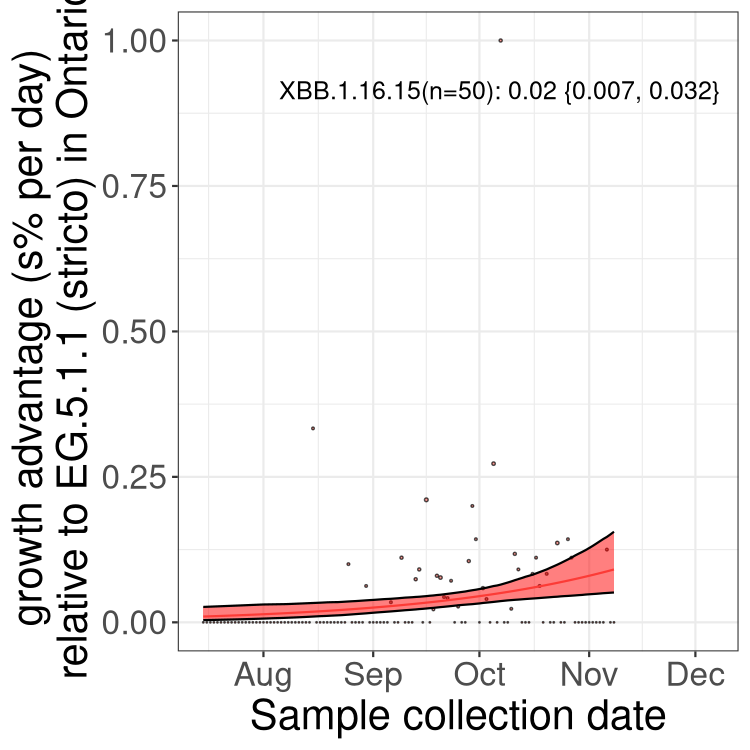 growth advantage (s% per day)
relative to EG.5.1.1 (stricto) in Ontario
1.00
0.75
0.50
0.25
0.00
XBB.1.16.15(n=50): 0.02 {0.007, 0.032}
Aug Sep Oct Nov Dec
Sample collection date